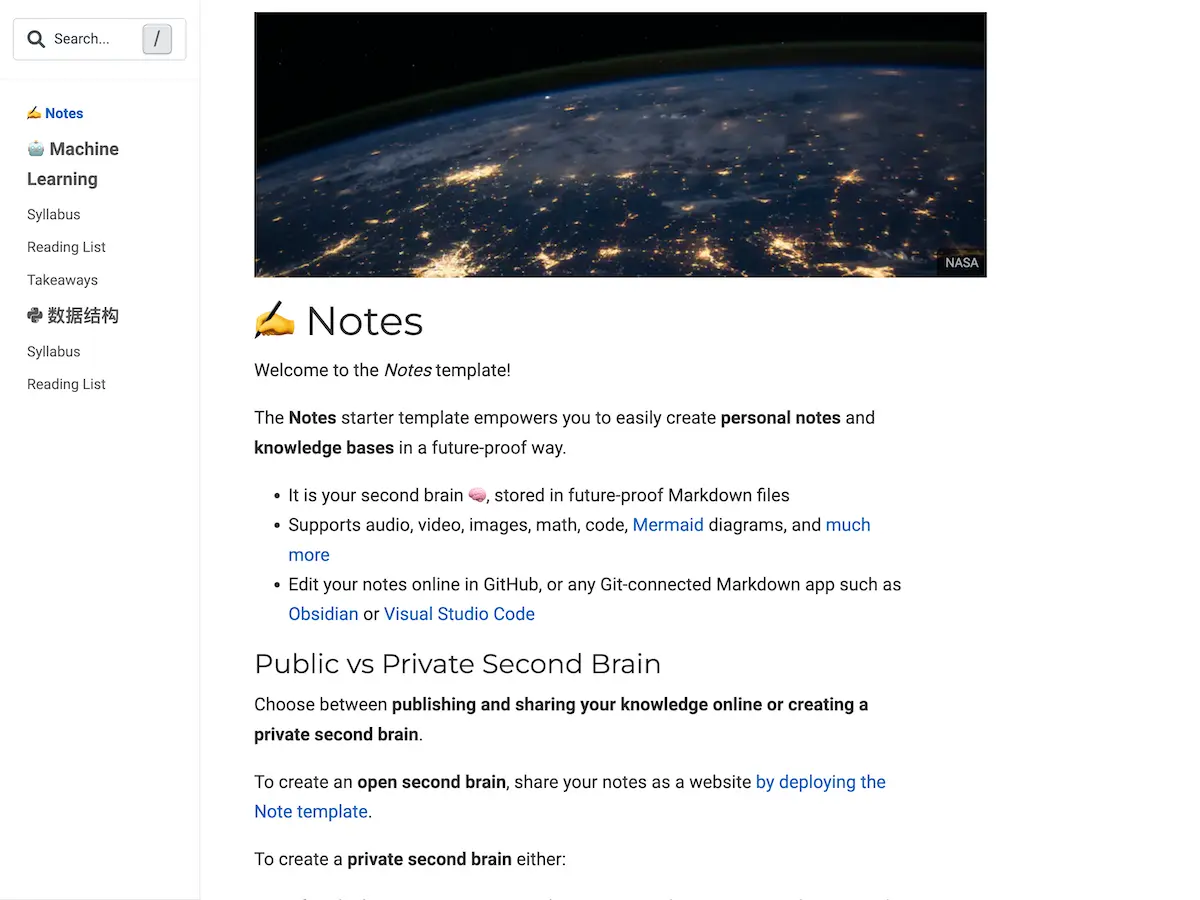 Search...
/
✍️ Notes
🤖 Machine
Learning
Syllabus
Reading List
Takeaways
数据结构
Syllabus
Reading List
NASA
✍️ Notes
Welcome to the Notes template!
The Notes starter template empowers you to easily create personal notes and
knowledge bases in a future-proof way.
It is your second brain 🧠, stored in future-proof Markdown files
Supports audio, video, images, math, code, Mermaid diagrams, and much
more
Edit your notes online in GitHub, or any Git-connected Markdown app such as
Obsidian or Visual Studio Code
Public vs Private Second Brain
Choose between publishing and sharing your knowledge online or creating a
private second brain.
To create an open second brain, share your notes as a website by deploying the
Note template.
To create a private second brain either: